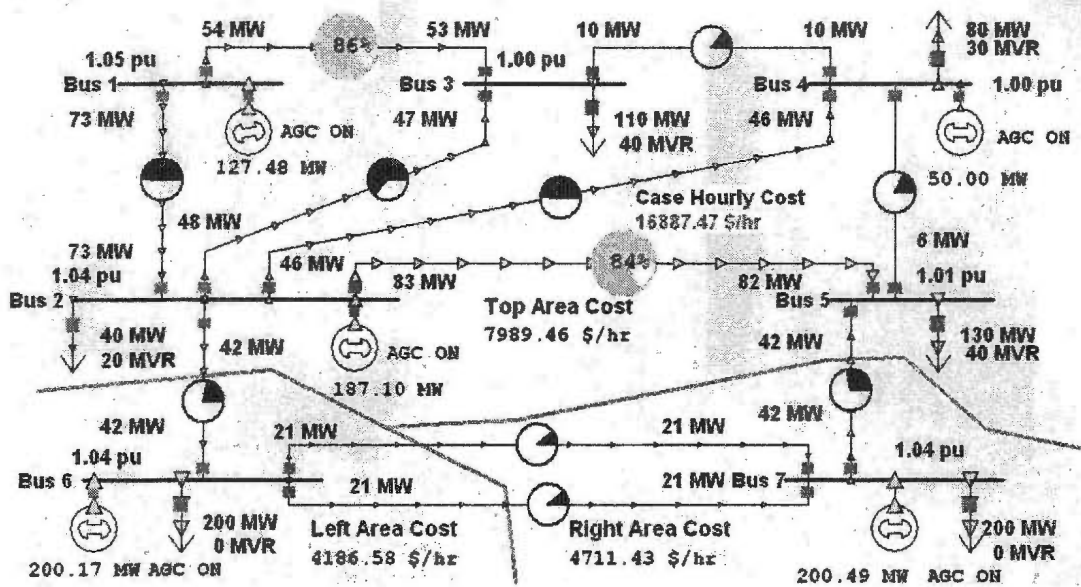 54 MW
86%
53 MW
10 MW
10 MW
80 MW
30 MVR
1.05 pu
1.00 pu
1.00 pu
Bus 1
Bus 3
Bus 4
73 MW
AGC ON
127.48 MW
47 MW
110 MW
40 MVR
46 MW
AGC ON
50.00 MW
Case Hourly Cost
16887.47 $/hr
48 MW
6 MW
73 MW
46 MW
1.04 pu
83 MW
84%
82 MW
1.01 pu
Bus 2
Bus 5
Top Area Cost
7989.46 $/hr
40 MW
20 MVR
42 MW
AGC ON
187.10 MW
42 MW
130 MW
40 MVR
42 MW
21 MW
21 MW
42 MW
1.04 pu
1.04 pu
Bus 6
21 MW
21 MW
Bus 7
200 MW
0 MVR
Left Area Cost
4186.58 $/hr
Right Area Cost
4711.43 $/hr
200 MW
0 MVR
200.17 MW AGC ON
200.49 MW AGC ON